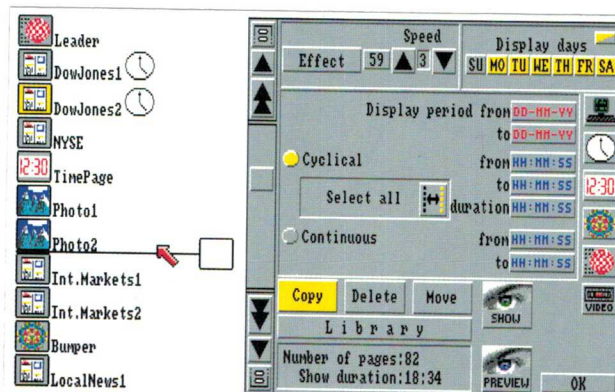 Leader
DowJones1
DowJones2
NYSE
12:30 TimePage
Photo1
Photo2
Int.Markets1
Int.Markets2
Bumper
LocalNews1
Speed
Effect 59 3
Display days
SU MO TU WE TH FR SA
Display period from DD-MM-YY
to DD-MM-YY
Cyclical from HH:MM:SS
to HH:MM:SS
Select all duration HH:MM:SS
Continuous from HH:MM:SS
to HH:MM:SS
12:30
VIDEO
Copy Delete Move
SHOW
Library
Number of pages:82
Show duration:18:34
PREVIEW
OK